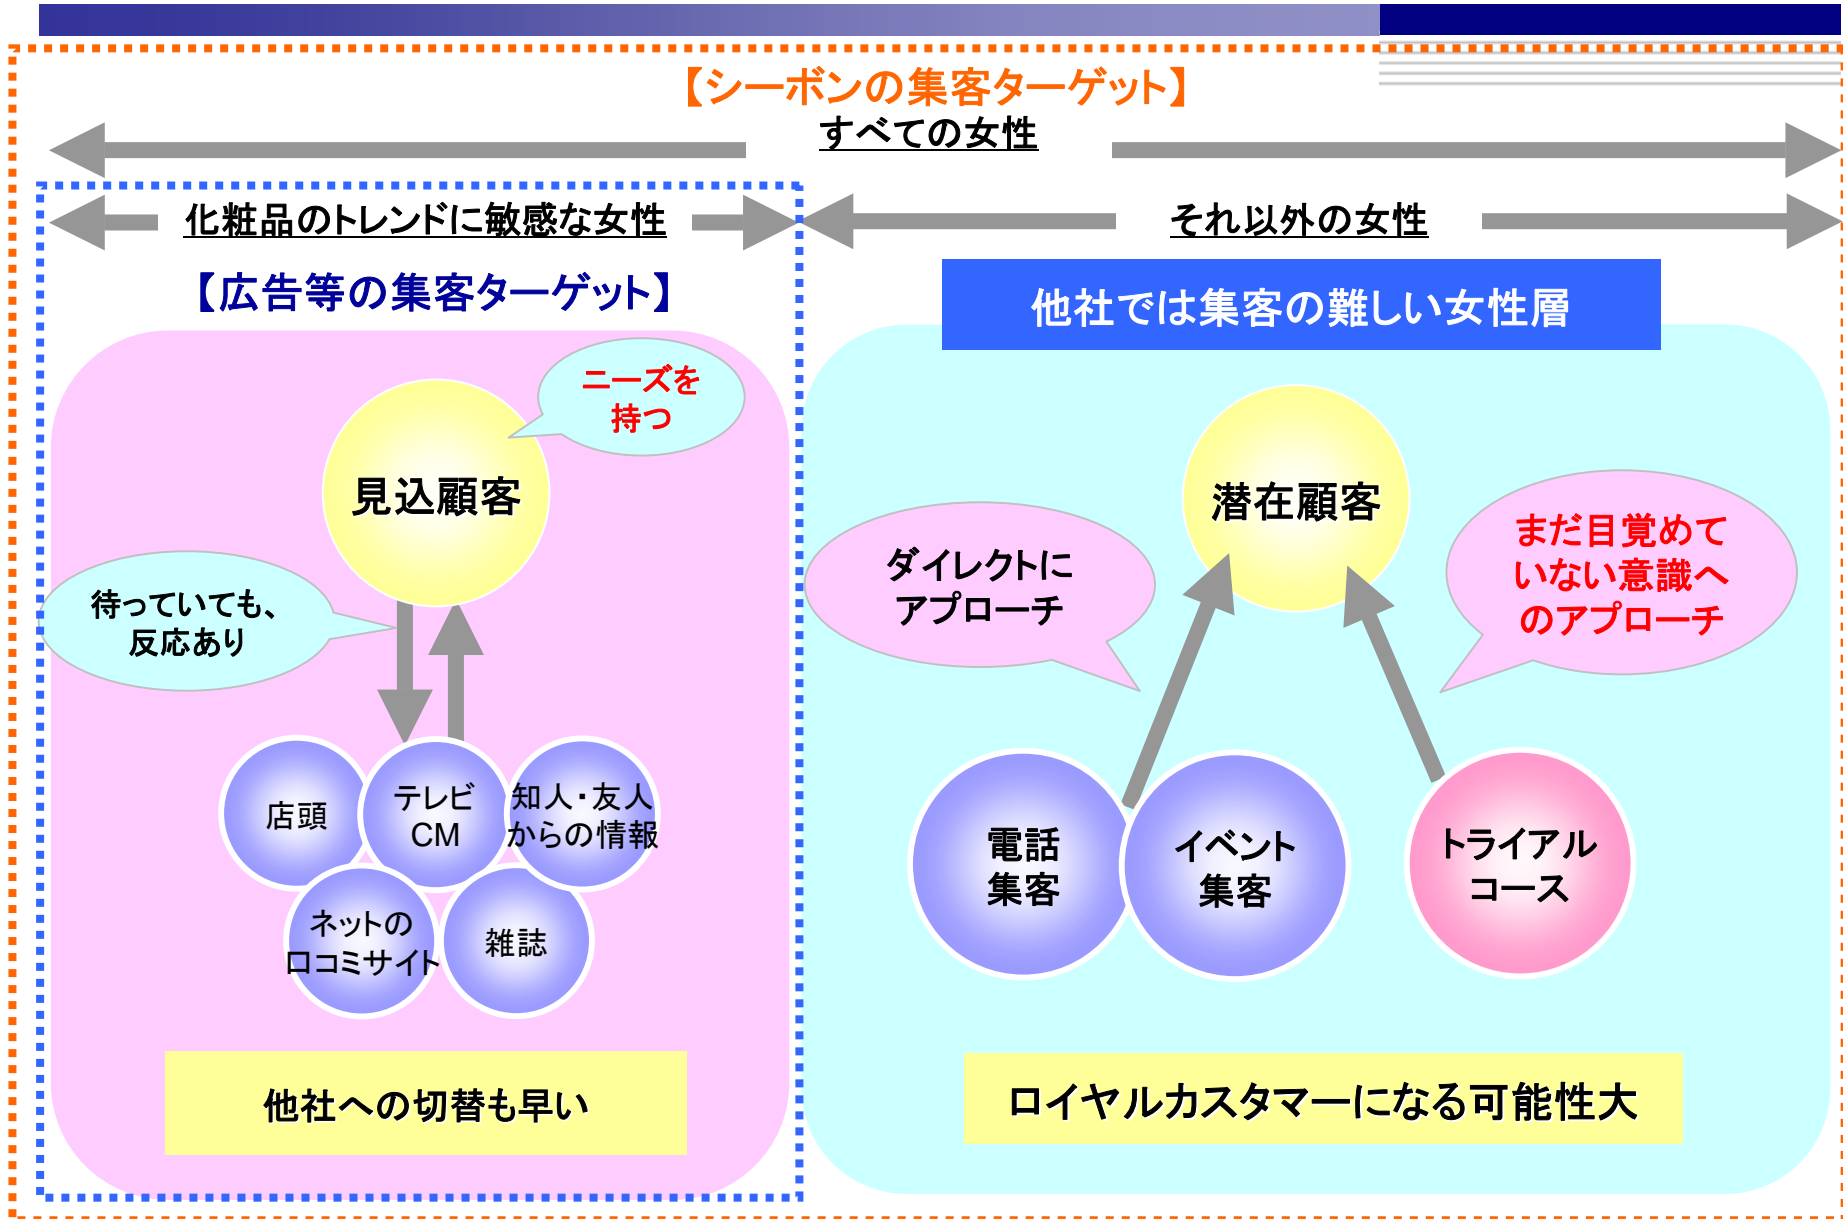 【シーボンの集客ターゲット】
すべての女性
化粧品のトレンドに敏感な女性
それ以外の女性
【広告等の集客ターゲット】
他社では集客の難しい女性層
ニーズを
持つ
見込顧客
待っていても、
反応あり
店頭
テレビ
CM
知人・友人
からの情報
ネットの
口コミサイト
雑誌
他社への切替も早い
潜在顧客
ダイレクトに
アプローチ
まだ目覚めて
いない意識へ
のアプローチ
電話
集客
イベント
集客
トライアル
コース
ロイヤルカスタマーになる可能性大